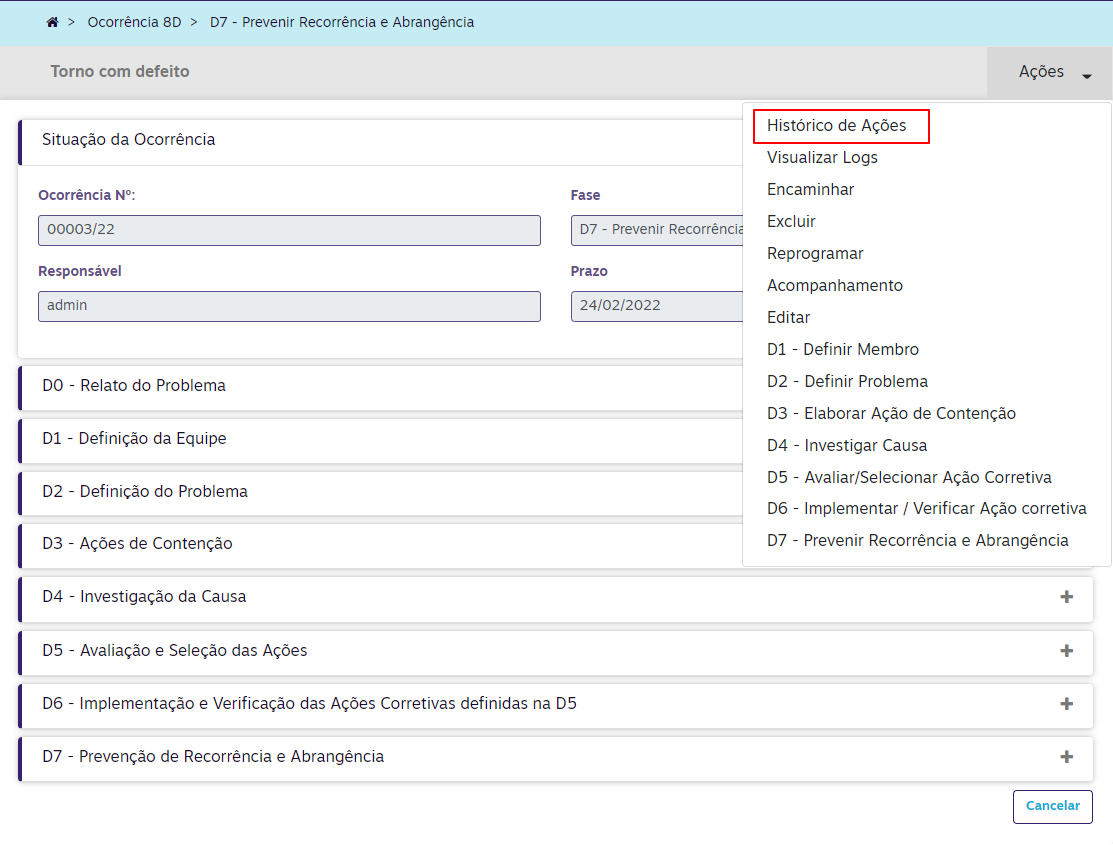 > Ocorrência 8D > D7 - Prevenir Recorrência e Abrangência
Torno com defeito
Ações
Histórico de Ações
Visualizar Logs
Encaminhar
Excluir
Reprogramar
Acompanhamento
Editar
D1 - Definir Membro
D2 - Definir Problema
D3 - Elaborar Ação de Contenção
D4 - Investigar Causa
D5 - Avaliar/Selecionar Ação Corretiva
D6 - Implementar / Verificar Ação corretiva
D7 - Prevenir Recorrência e Abrangência
Situação da Ocorrência
Ocorrência Nº:
00003/22
Fase
D7 - Prevenir Recorrência
Responsável
admin
Prazo
24/02/2022
D0 - Relato do Problema
D1 - Definição da Equipe
D2 - Definição do Problema
D3 - Ações de Contenção
D4 - Investigação da Causa
D5 - Avaliação e Seleção das Ações
D6 - Implementação e Verificação das Ações Corretivas definidas na D5
D7 - Prevenção de Recorrência e Abrangência
Cancelar